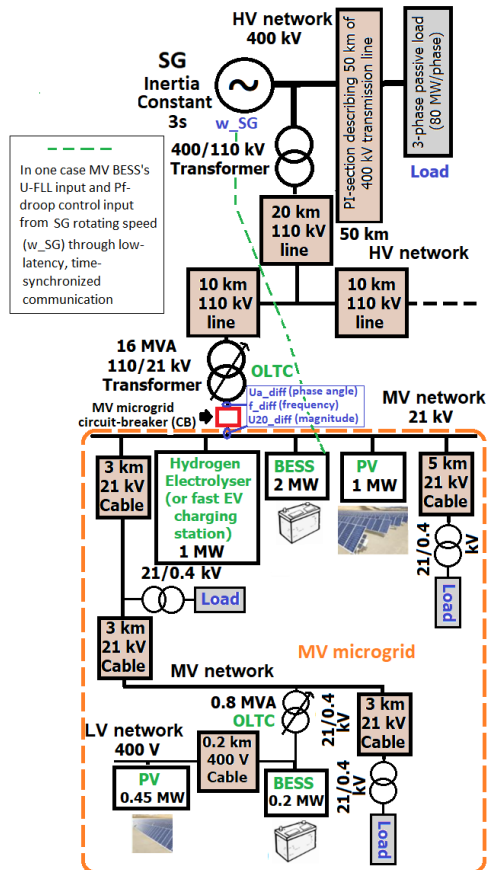 HV network
400 kV
SG
Inertia
Constant
3s
w_SG
PI-section describing 50 km of
400 kV transmission line
3-phase passive load
(80 MW/phase)
Load
400/110 kV
Transformer
In one case MV BESS's
U-FLL input and Pf-
droop control input
from SG rotating speed
(w_SG) through low-
latency, time-
synchronized
communication
20 km
110 kV
line
50 km
HV network
10 km
110 kV
line
10 km
110 kV
line
16 MVA
110/21 kV
Transformer
OLTC
MV microgrid
circuit-breaker (CB)
Ua_diff (phase angle)
f_diff (frequency)
U20_diff (magnitude)
MV network
21 kV
3 km
21 kV
Cable
Hydrogen
Electrolyser
(or fast EV
charging
station)
1 MW
BESS
2 MW
PV
1 MW
5 km
21 kV
Cable
21/0.4
kV
Load
21/0.4 kV
Load
3 km
21 kV
Cable
MV microgrid
MV network
0.8 MVA
OLTC
21/0.4
kV
3 km
21 kV
Cable
LV network
400 V
0.2 km
400 V
Cable
PV
0.45 MW
BESS
0.2 MW
21/0.4
kV
Load